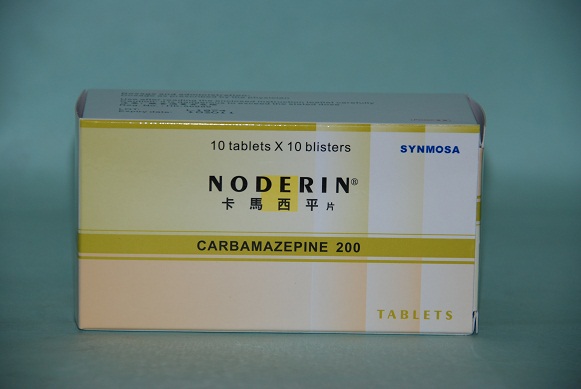 10 tablets X 10 blisters
SYNMOSA
NODERIN®
卡馬西平片
CARBAMAZEPINE 200
TABLETS